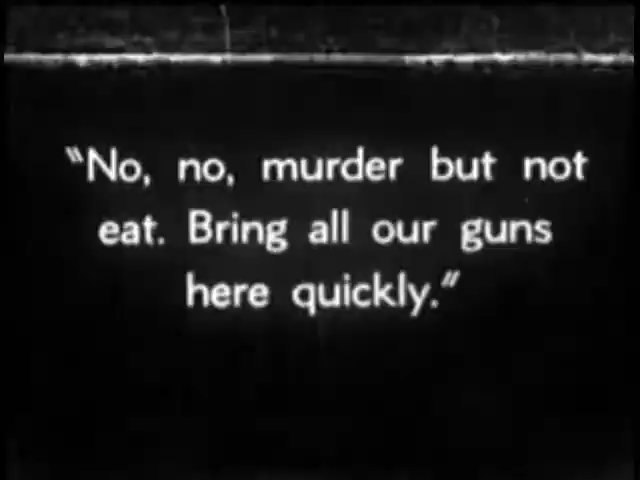 "No, no, murder but not
eat. Bring all our guns
here quickly."